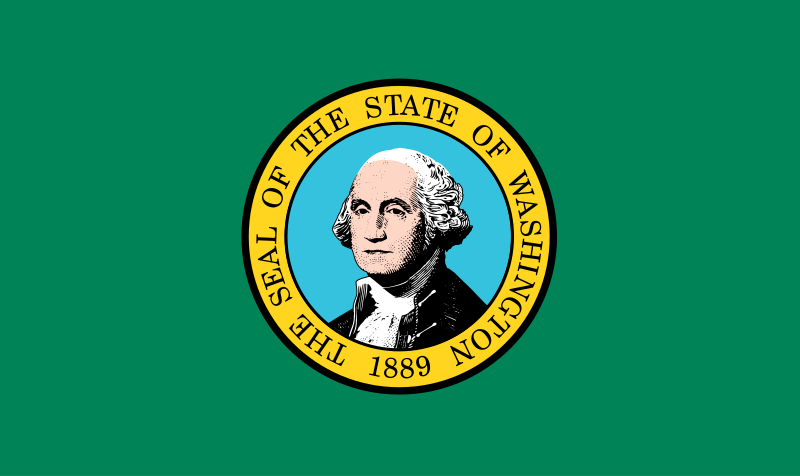 THE SEAL OF THE STATE OF WASHINGTON
1889